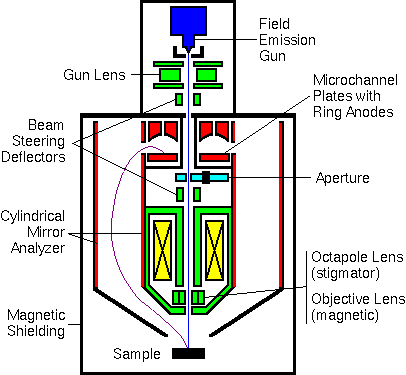 Field
Emission
Gun
Gun Lens
Microchannel
Plates with
Ring Anodes
Beam
Steering
Deflectors
Aperture
Cylindrical
Mirror
Analyzer
Octapole Lens
(stigmator)
Objective Lens
(magnetic)
Magnetic
Shielding
Sample